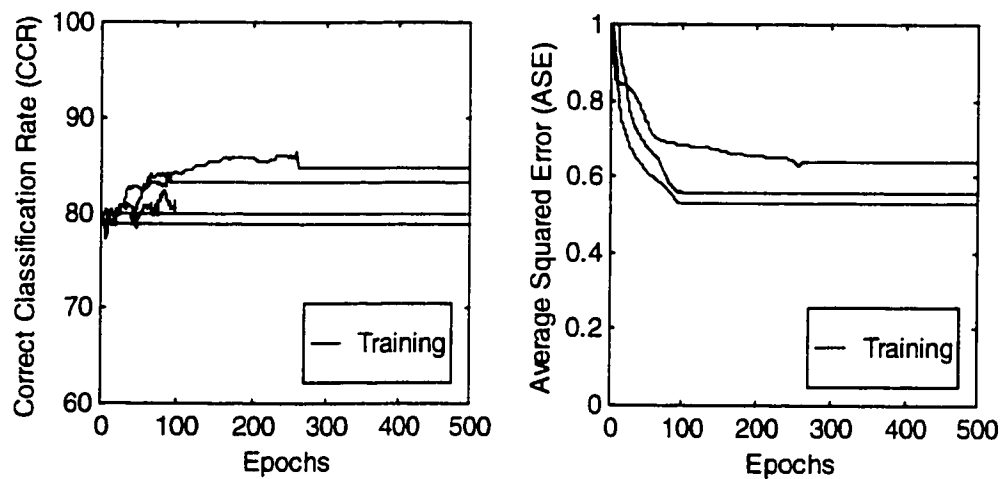 Correct Classification Rate (CCR)
100
90
80
70
60
0 100 200 300 400 500
Epochs
Training
Average Squared Error (ASE)
1
0.8
0.6
0.4
0.2
0
0 100 200 300 400 500
Epochs
Training